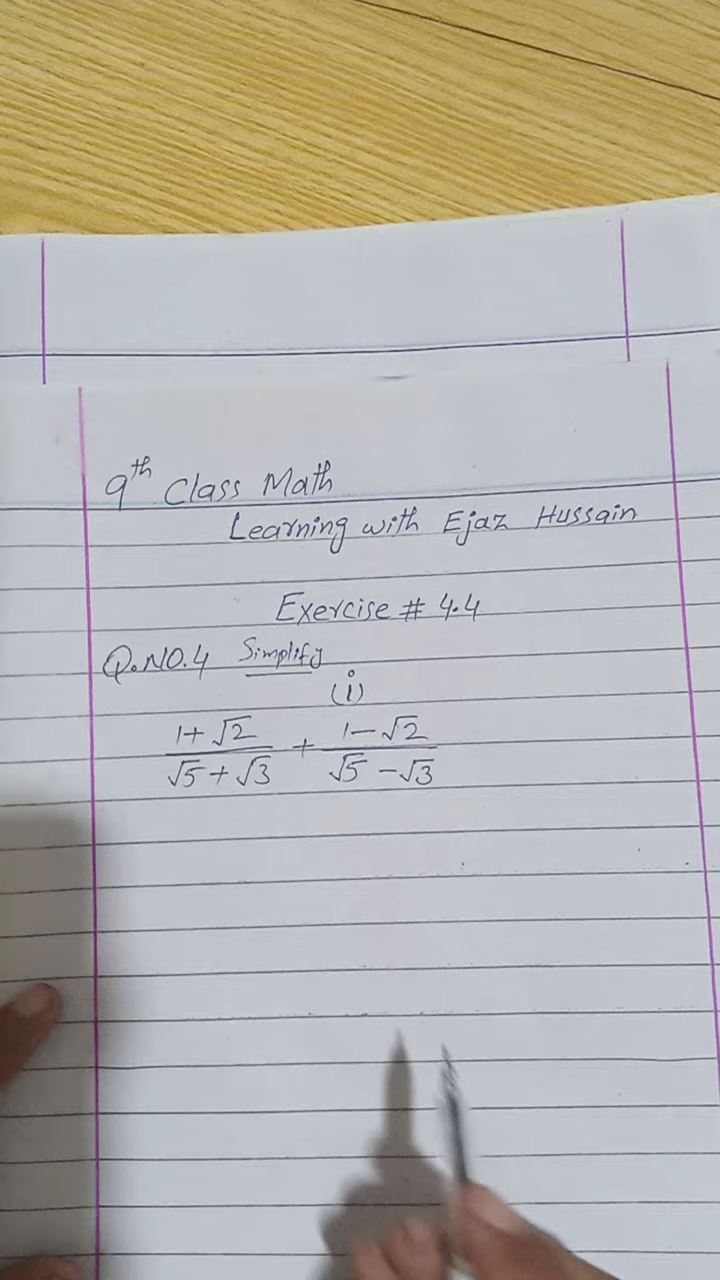 9th Class Math
Learning with Ejaz Hussain
Exercise # 4.4
Q.NO.4 Simplify
(i)
1+√2 / √5+√3 + 1-√2 / √5-√3